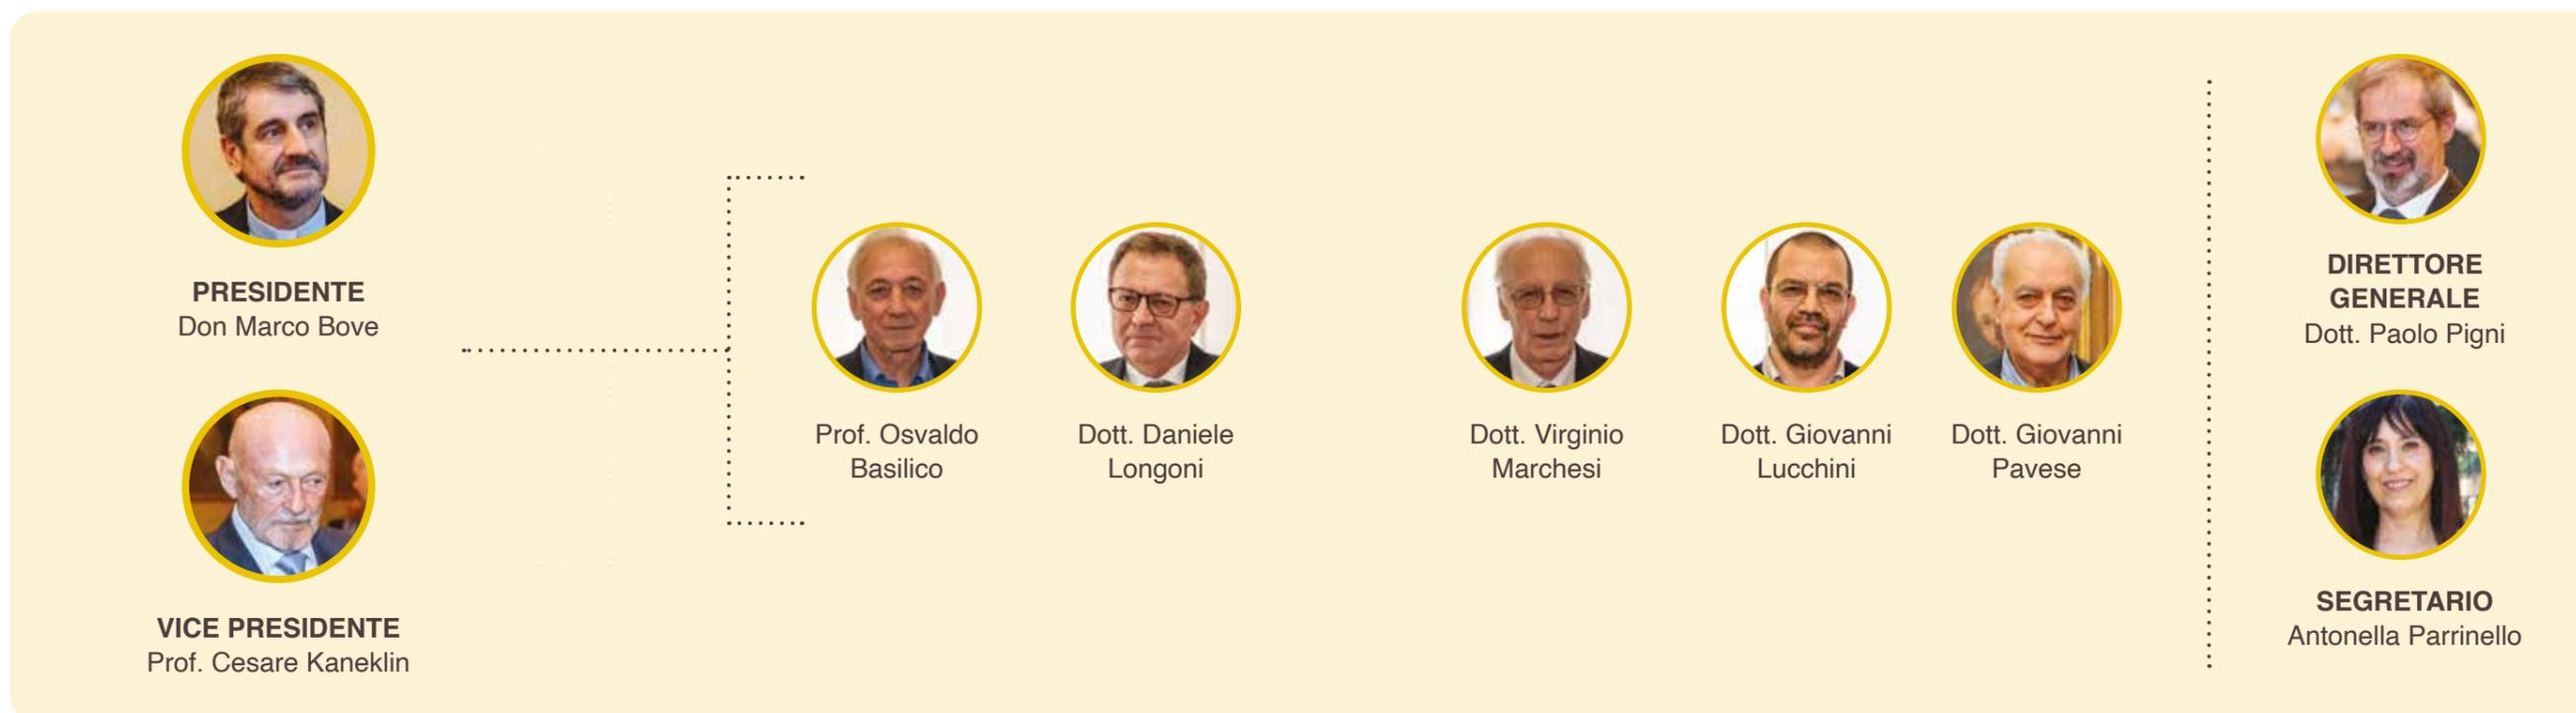 PRESIDENTE
Don Marco Bove
VICE PRESIDENTE
Prof. Cesare Kaneklin
Prof. Osvaldo
Basilico
Dott. Daniele
Longoni
Dott. Virginio
Marchesi
Dott. Giovanni
Lucchini
Dott. Giovanni
Pavese
DIRETTORE
GENERALE
Dott. Paolo Pigni
SEGRETARIO
Antonella Parrinello